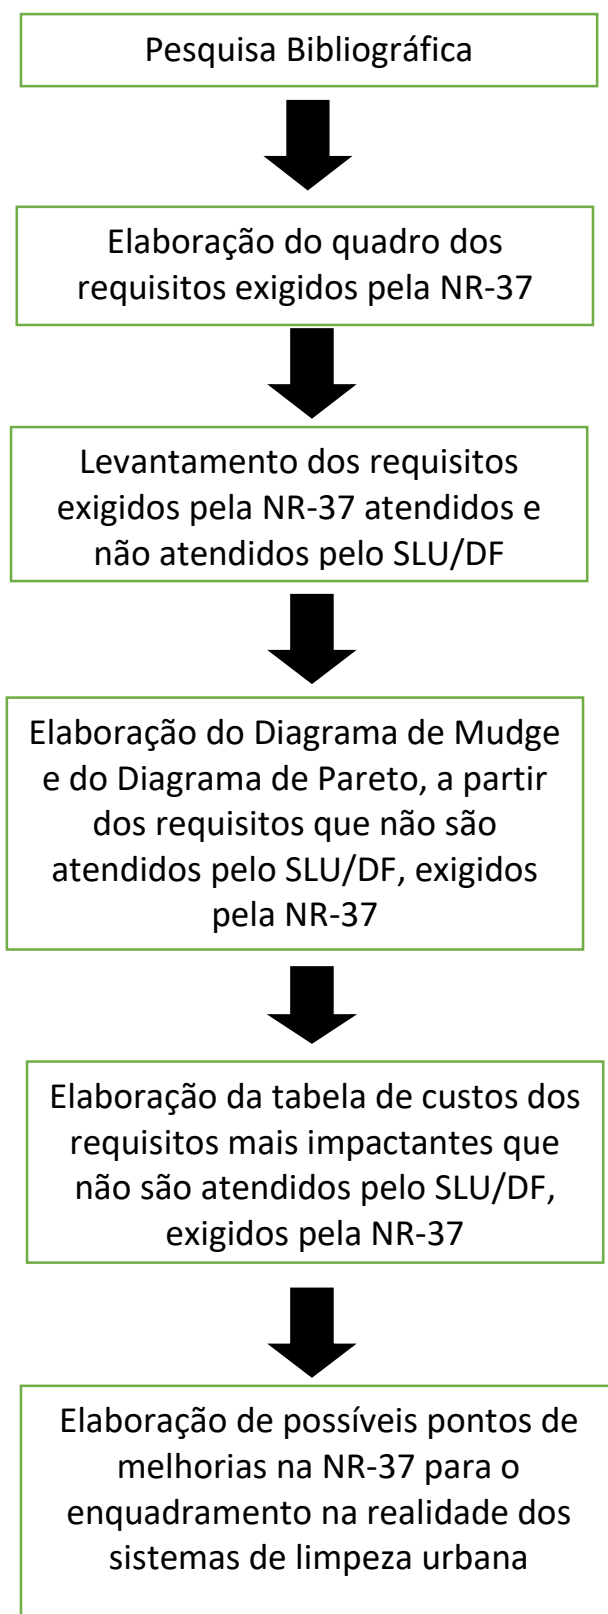 Pesquisa Bibliográfica
Elaboração do quadro dos
requisitos exigidos pela NR-37
Levantamento dos requisitos
exigidos pela NR-37 atendidos e
não atendidos pelo SLU/DF
Elaboração do Diagrama de Mudge
e do Diagrama de Pareto, a partir
dos requisitos que não são
atendidos pelo SLU/DF, exigidos
pela NR-37
Elaboração da tabela de custos dos
requisitos mais impactantes que
não são atendidos pelo SLU/DF,
exigidos pela NR-37
Elaboração de possíveis pontos de
melhorias na NR-37 para o
enquadramento na realidade dos
sistemas de limpeza urbana